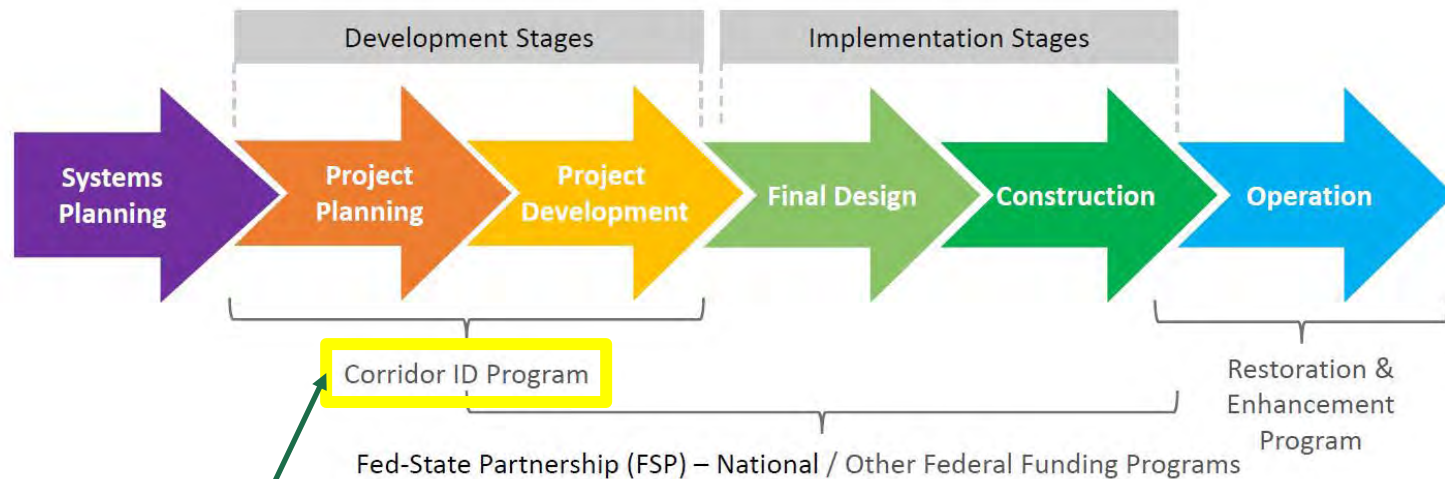 Development Stages
Implementation Stages
Systems
Planning
Project
Planning
Project
Development
Final Design
Construction
Operation
Corridor ID Program
Restoration &
Enhancement
Program
Fed-State Partnership (FSP) – National / Other Federal Funding Programs